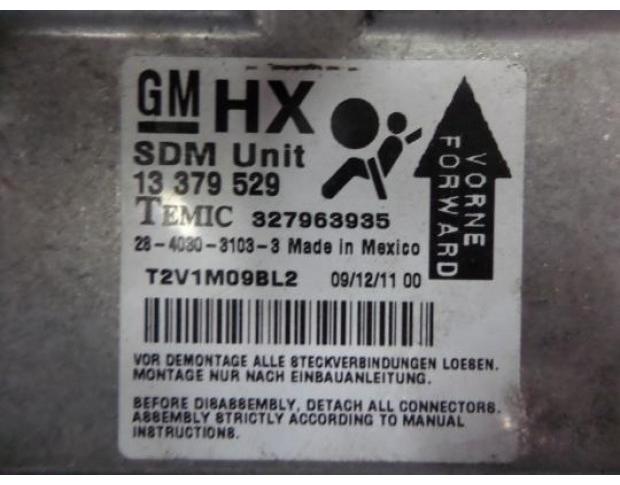 GM HX
SDM Unit
13 379 529
TEMIC 327963935
28-4030-3103-3 Made in Mexico
T2V1M09BL2 09/12/11 00
VOR DEMONTAGE ALLE STECKVERBINDUNGEN LOESEN.
MONTAGE NUR NACH EINBAUANLEITUNG.
BEFORE DISASSEMBLY, DETACH ALL CONNECTORS.
ASSEMBLY STRICTLY ACCORDING TO MANUAL
INSTRUCTIONS.
VORNE
FORWARD